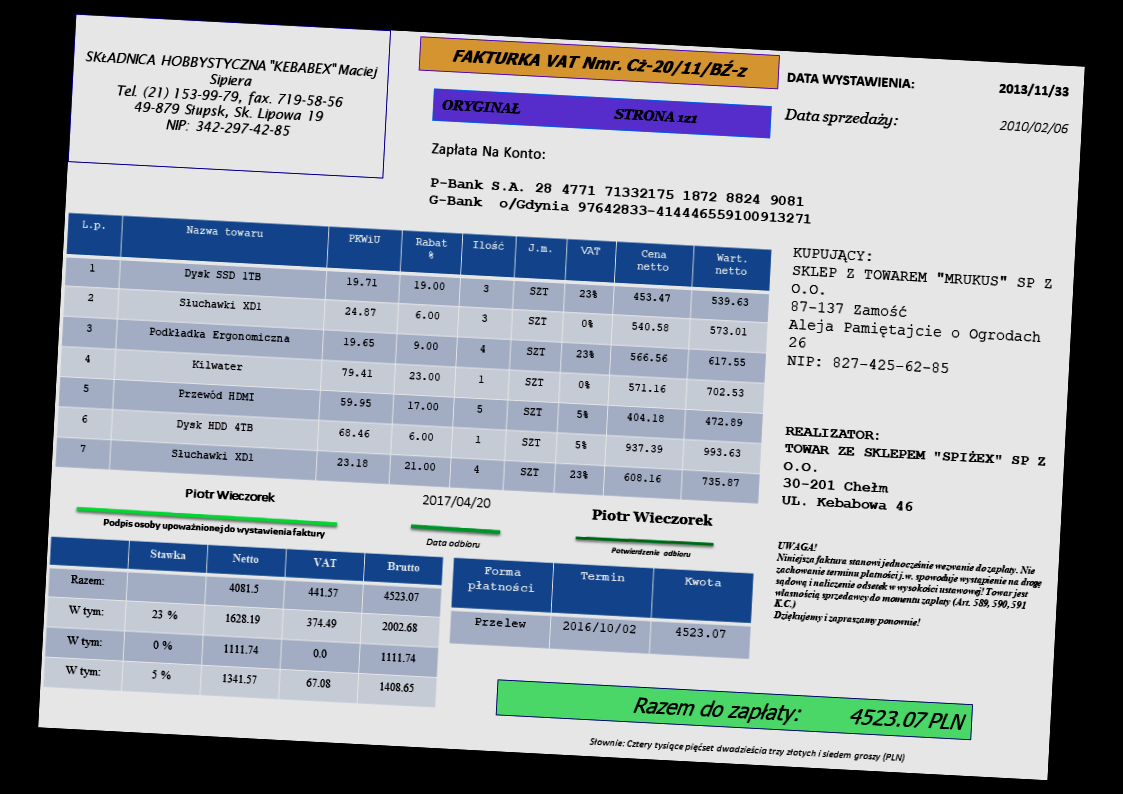 SKŁADNICA HOBBYSTYCZNA "KEBABEX" Maciej
Sipiera
Tel. (21) 153-99-79, fax. 719-58-56
49-879 Słupsk, Sk. Lipowa 19
NIP: 342-297-42-85
FAKTURKA VAT Nmr. Cż-20/11/BŹ-z
ORYGINAŁ STRONA 1z1
DATA WYSTAWIENIA: 2013/11/33
Data sprzedaży: 2010/02/06
Zapłata Na Konto:
P-Bank S.A. 28 4771 71332175 1872 8824 9081
G-Bank o/Gdynia 97642833-414446559100913271
L.p. Nazwa towaru PKWiU Rabat % Ilość J.m. VAT Cena netto Wart. netto
1 Dysk SSD 1TB 19.71 19.00 3 SZT 23% 453.47 539.63
2 Słuchawki XD1 24.87 6.00 3 SZT 0% 540.58 573.01
3 Podkładka Ergonomiczna 19.65 9.00 4 SZT 23% 566.56 617.55
4 Kilwater 79.41 23.00 1 SZT 0% 571.16 702.53
5 Przewód HDMI 59.95 17.00 5 SZT 5% 404.18 472.89
6 Dysk HDD 4TB 68.46 6.00 1 SZT 5% 937.39 993.63
7 Słuchawki XD1 23.18 21.00 4 SZT 23% 608.16 735.87
KUPUJĄCY:
SKLEP Z TOWAREM "MRUKUS" SP Z
O.O.
87-137 Zamość
Aleja Pamiętajcie o Ogrodach
26
NIP: 827-425-62-85
REALIZATOR:
TOWAR ZE SKLEPEM "SPIŻEX" SP Z
O.O.
30-201 Chełm
UL. Kebabowa 46
Piotr Wieczorek
Podpis osoby upoważnionej do wystawienia faktury
2017/04/20
Data odbioru
Piotr Wieczorek
Potwierdzenie odbioru
UWAGA!
Niniejsza faktura stanowi jednocześnie wezwanie do zapłaty. Nie
zachowanie terminu płatności j.w. spowoduje wystąpienie na drogę
sądową i naliczenie odsetek w wysokości ustawowej! Towar jest
własnością sprzedawcy do momentu zapłaty (Art. 589, 590, 591
K.C.)
Dziękujemy i zapraszamy ponownie!
Stawka Netto VAT Brutto
Razem: 4081.5 441.57 4523.07
W tym: 23 % 1628.19 374.49 2002.68
W tym: 0 % 1111.74 0.0 1111.74
W tym: 5 % 1341.57 67.08 1408.65
Forma płatności Termin Kwota
Przelew 2016/10/02 4523.07
Razem do zapłaty: 4523.07 PLN
Słownie: Cztery tysiące pięćset dwadzieścia trzy złotych i siedem groszy (PLN)